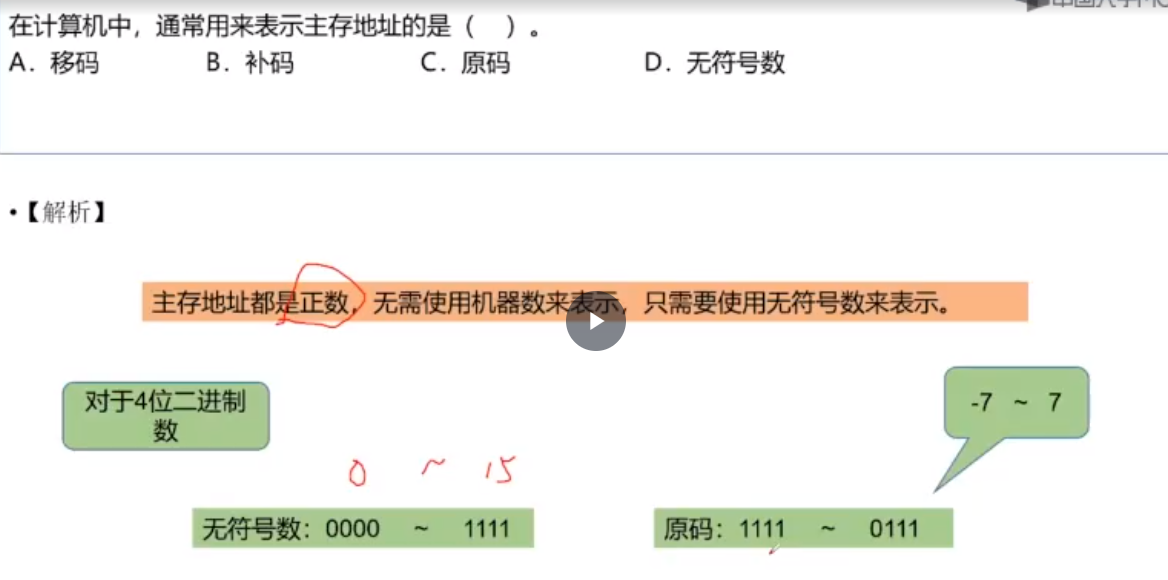 在计算机中，通常用来表示主存地址的是（ ）。
A．移码 B．补码 C．原码 D．无符号数
•【解析】
主存地址都是正数，无需使用机器数来表示，只需要使用无符号数来表示。
对于4位二进制
数
-7 ~ 7
0 ~ 15
无符号数：0000 ~ 1111
原码：1111 ~ 0111